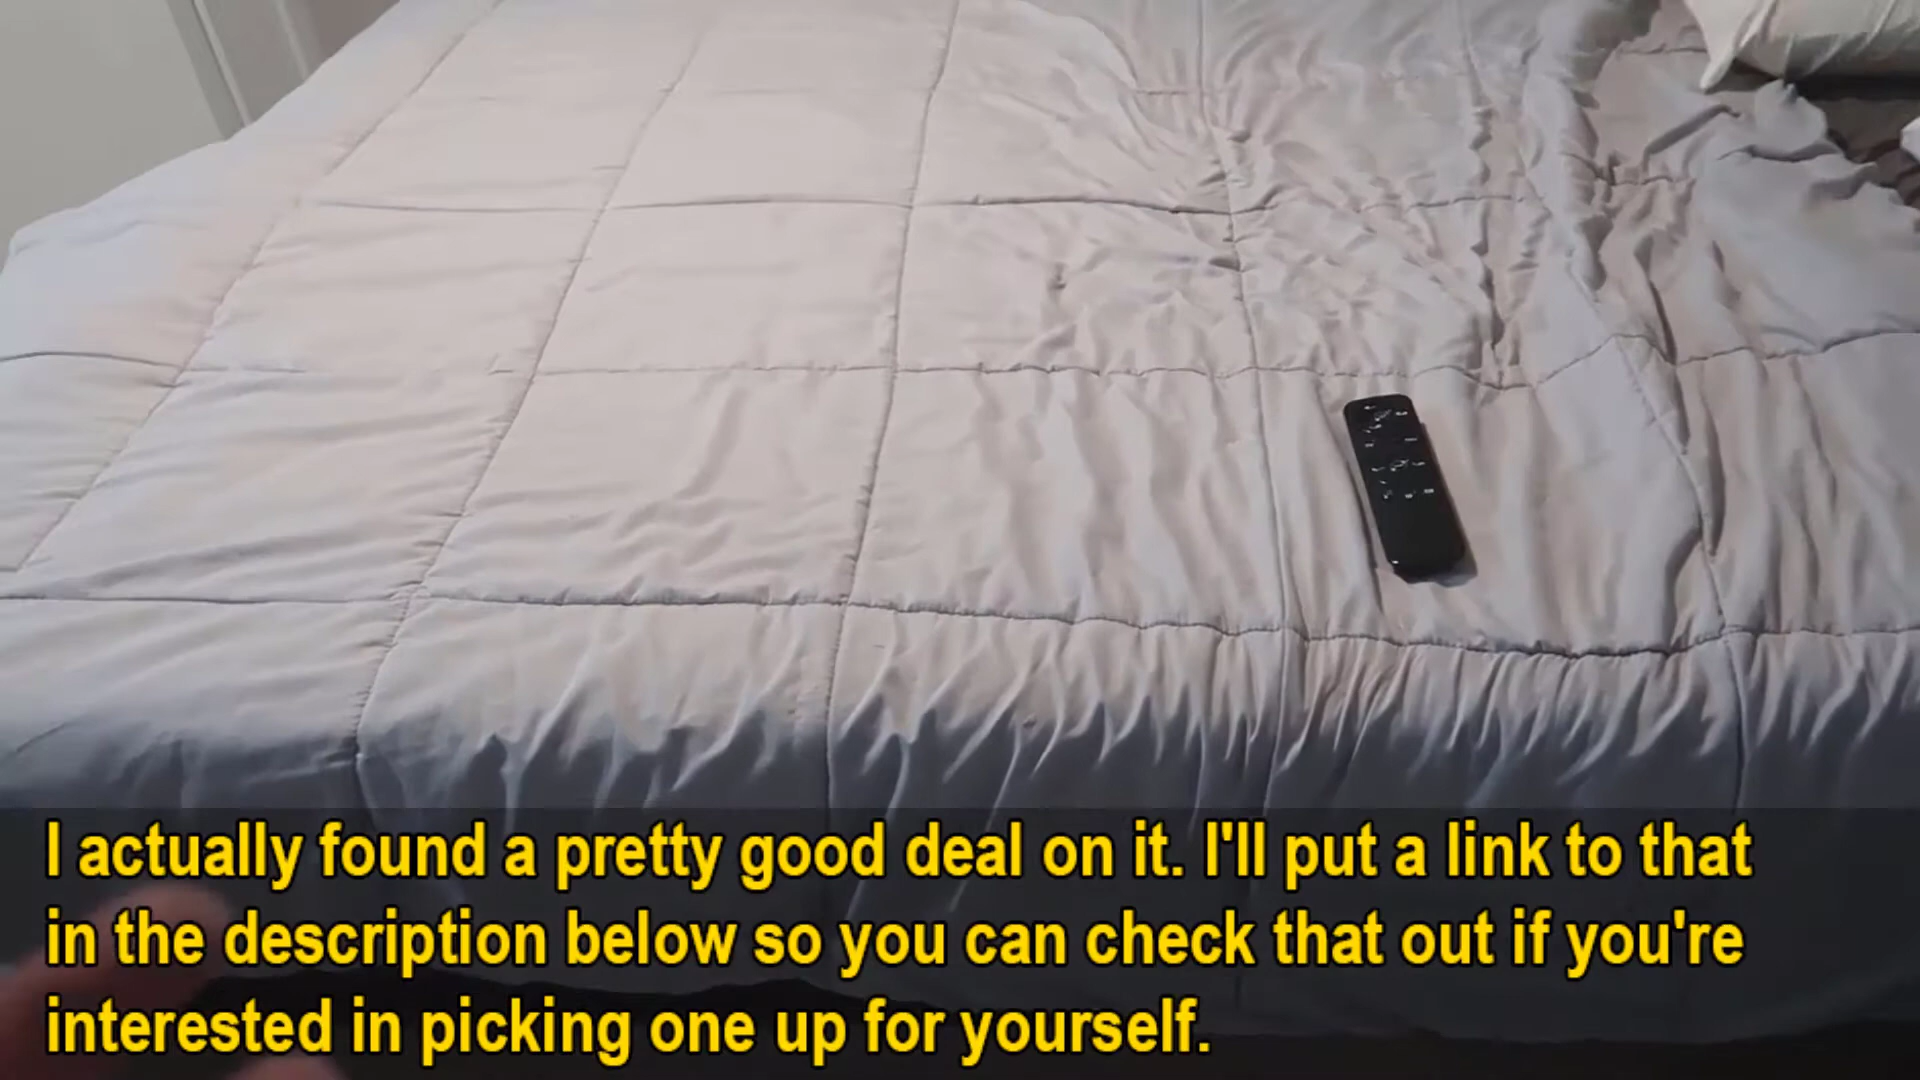 I actually found a pretty good deal on it. I'll put a link to that
in the description below so you can check that out if you're
interested in picking one up for yourself.